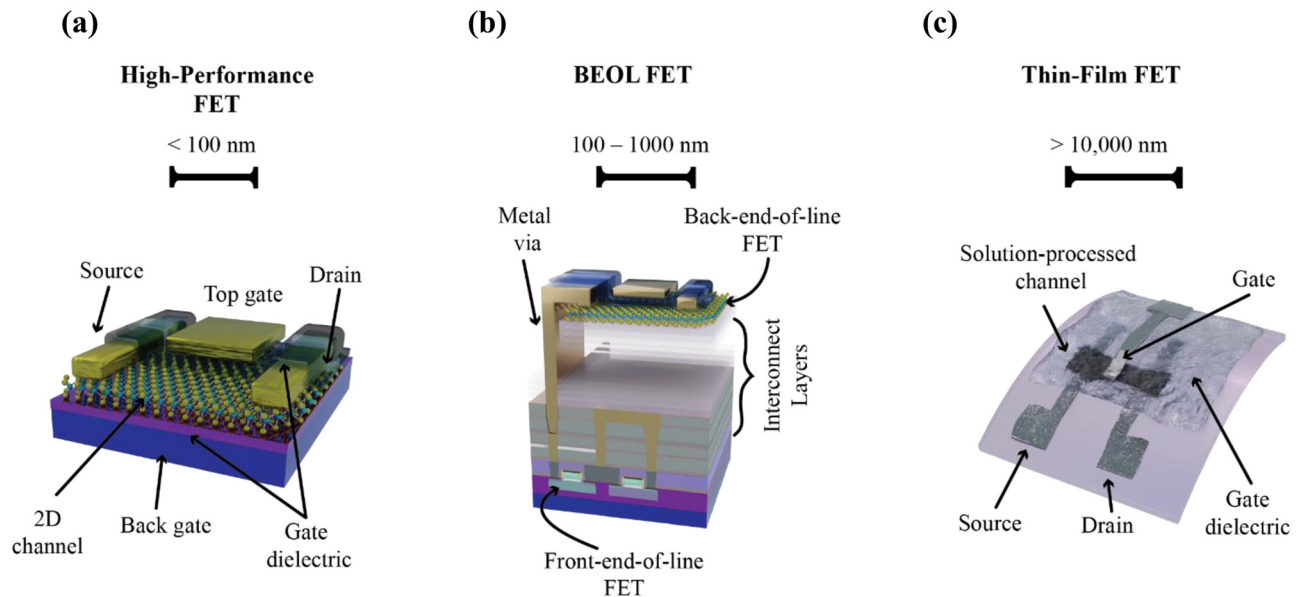 (a)
High-Performance
FET
< 100 nm
Source
Top gate
Drain
2D
channel
Back gate
Gate
dielectric
(b)
BEOL FET
100 – 1000 nm
Metal
via
Back-end-of-line
FET
Interconnect
Layers
Front-end-of-line
FET
(c)
Thin-Film FET
> 10,000 nm
Solution-processed
channel
Gate
Source
Drain
Gate
dielectric